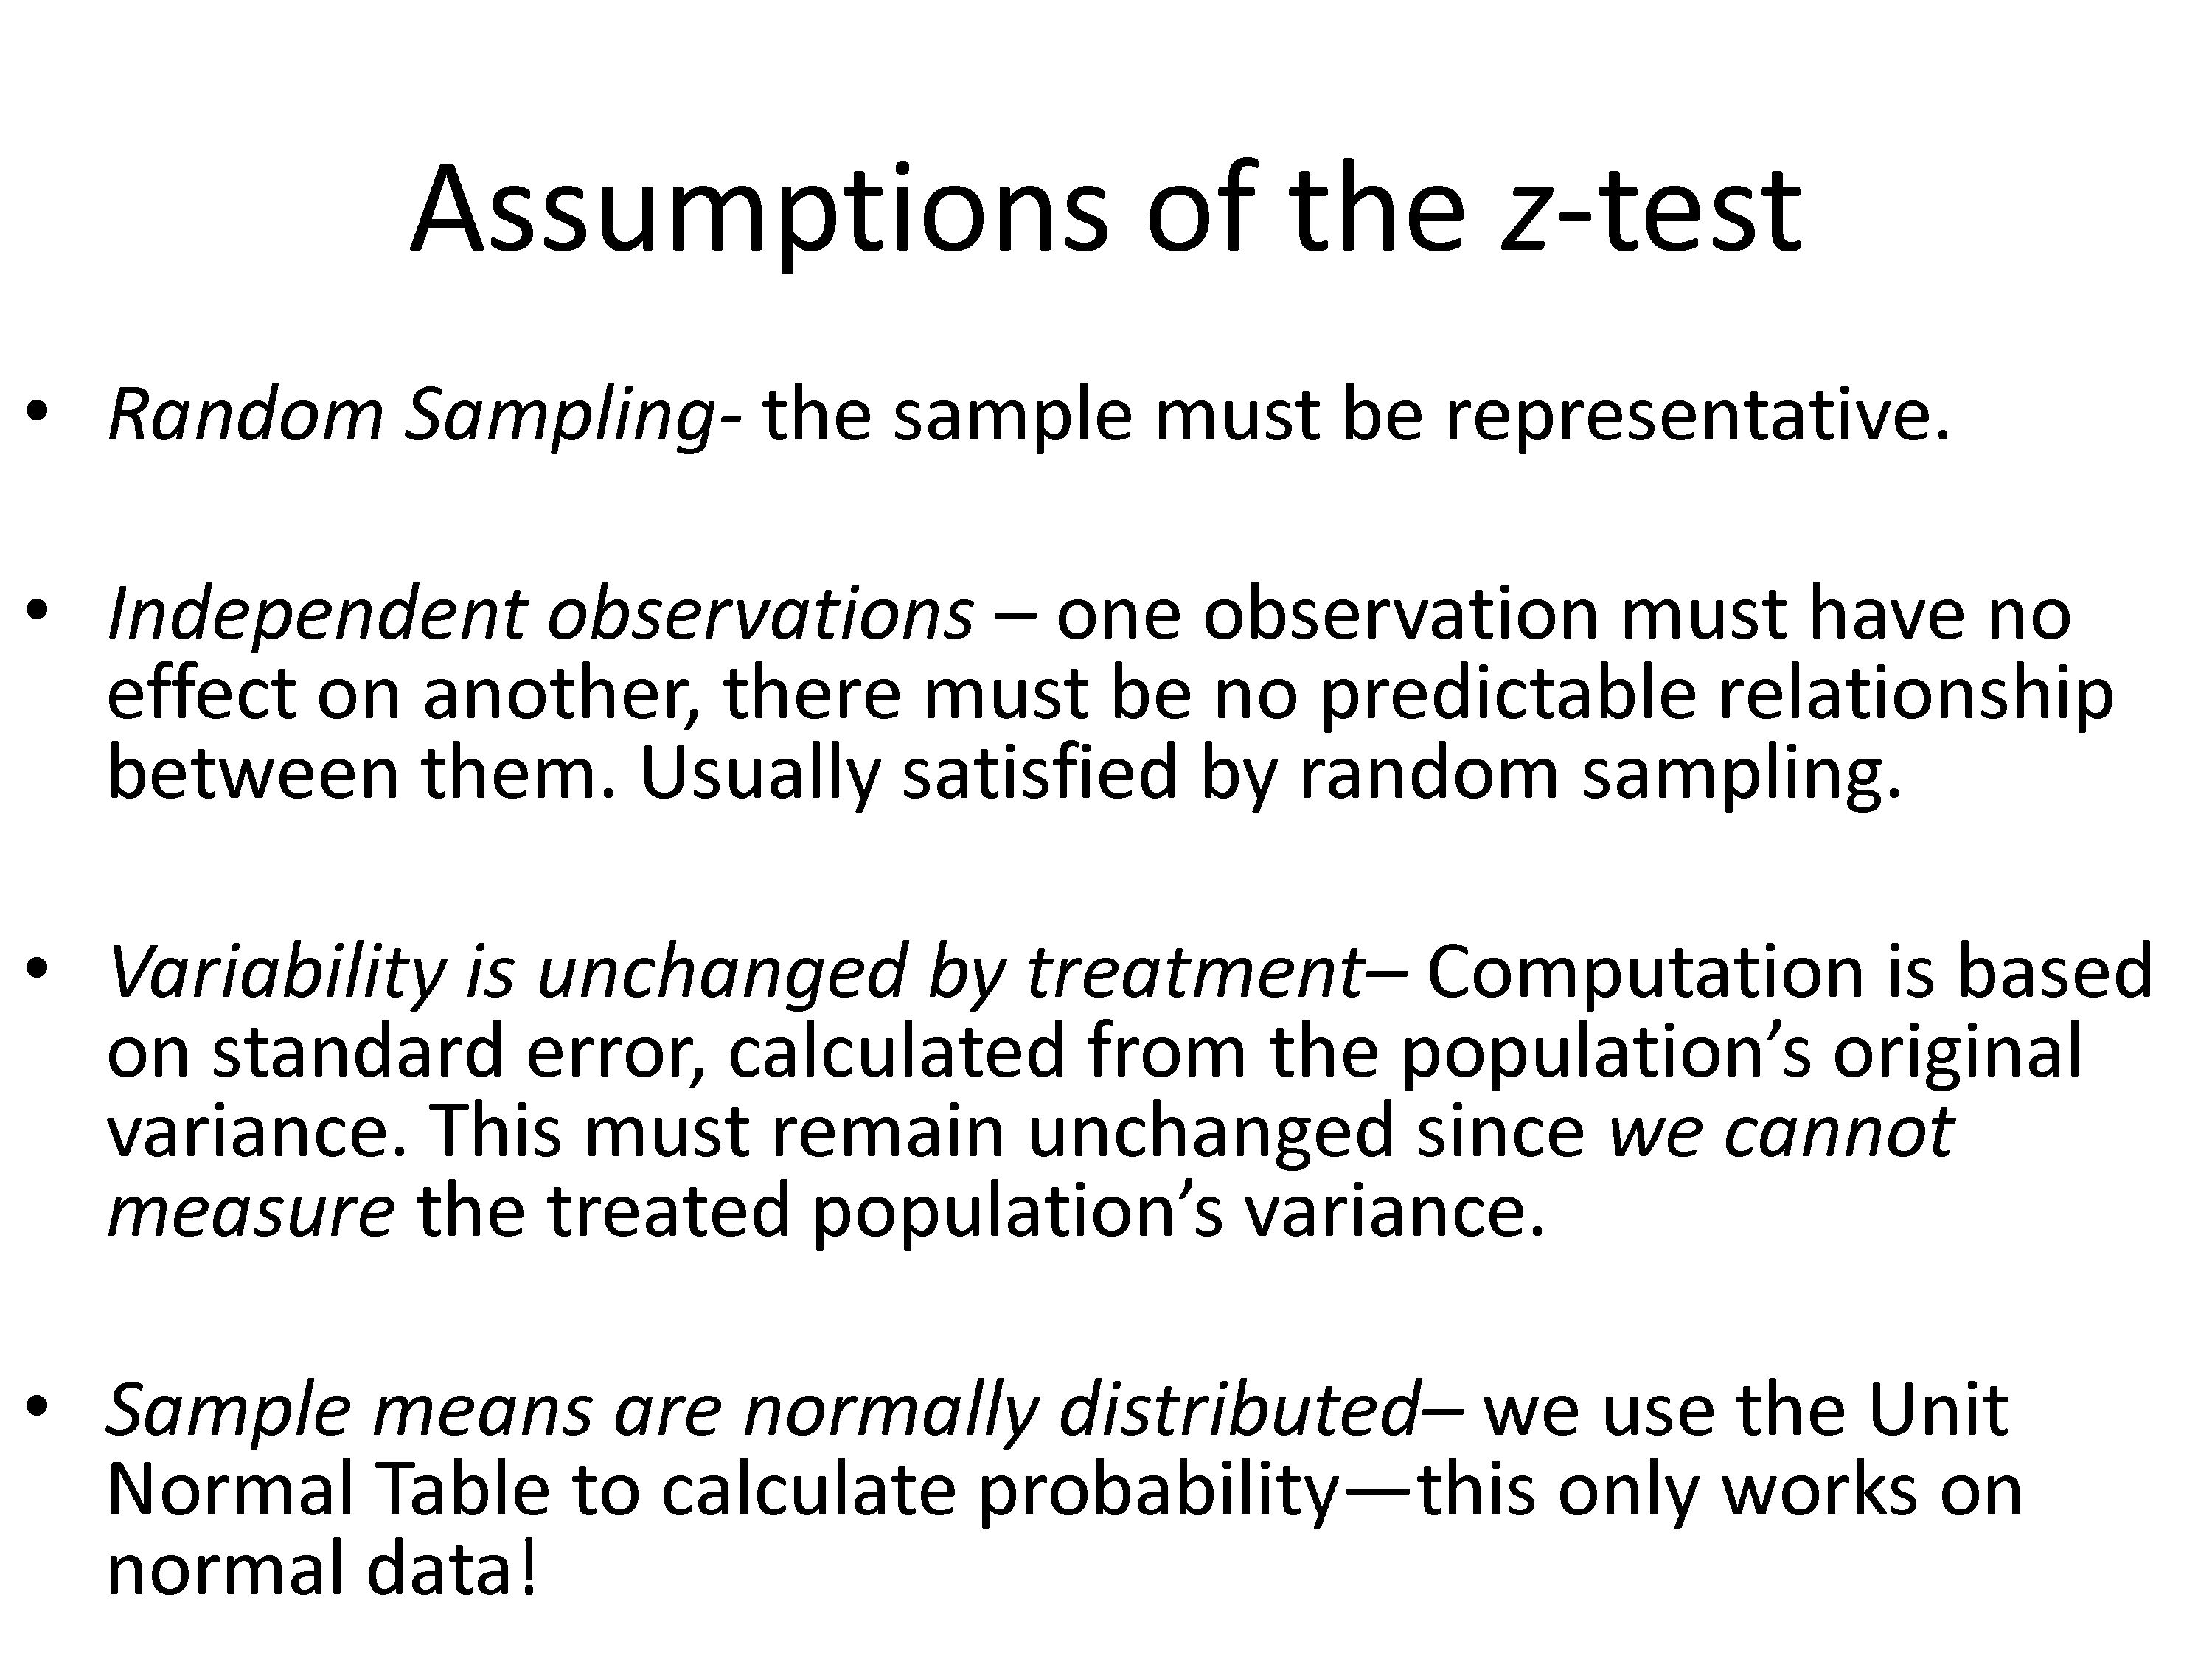 Assumptions of the z-test
• Random Sampling- the sample must be representative.
• Independent observations – one observation must have no
effect on another, there must be no predictable relationship
between them. Usually satisfied by random sampling.
• Variability is unchanged by treatment– Computation is based
on standard error, calculated from the population’s original
variance. This must remain unchanged since we cannot
measure the treated population’s variance.
• Sample means are normally distributed– we use the Unit
Normal Table to calculate probability—this only works on
normal data!